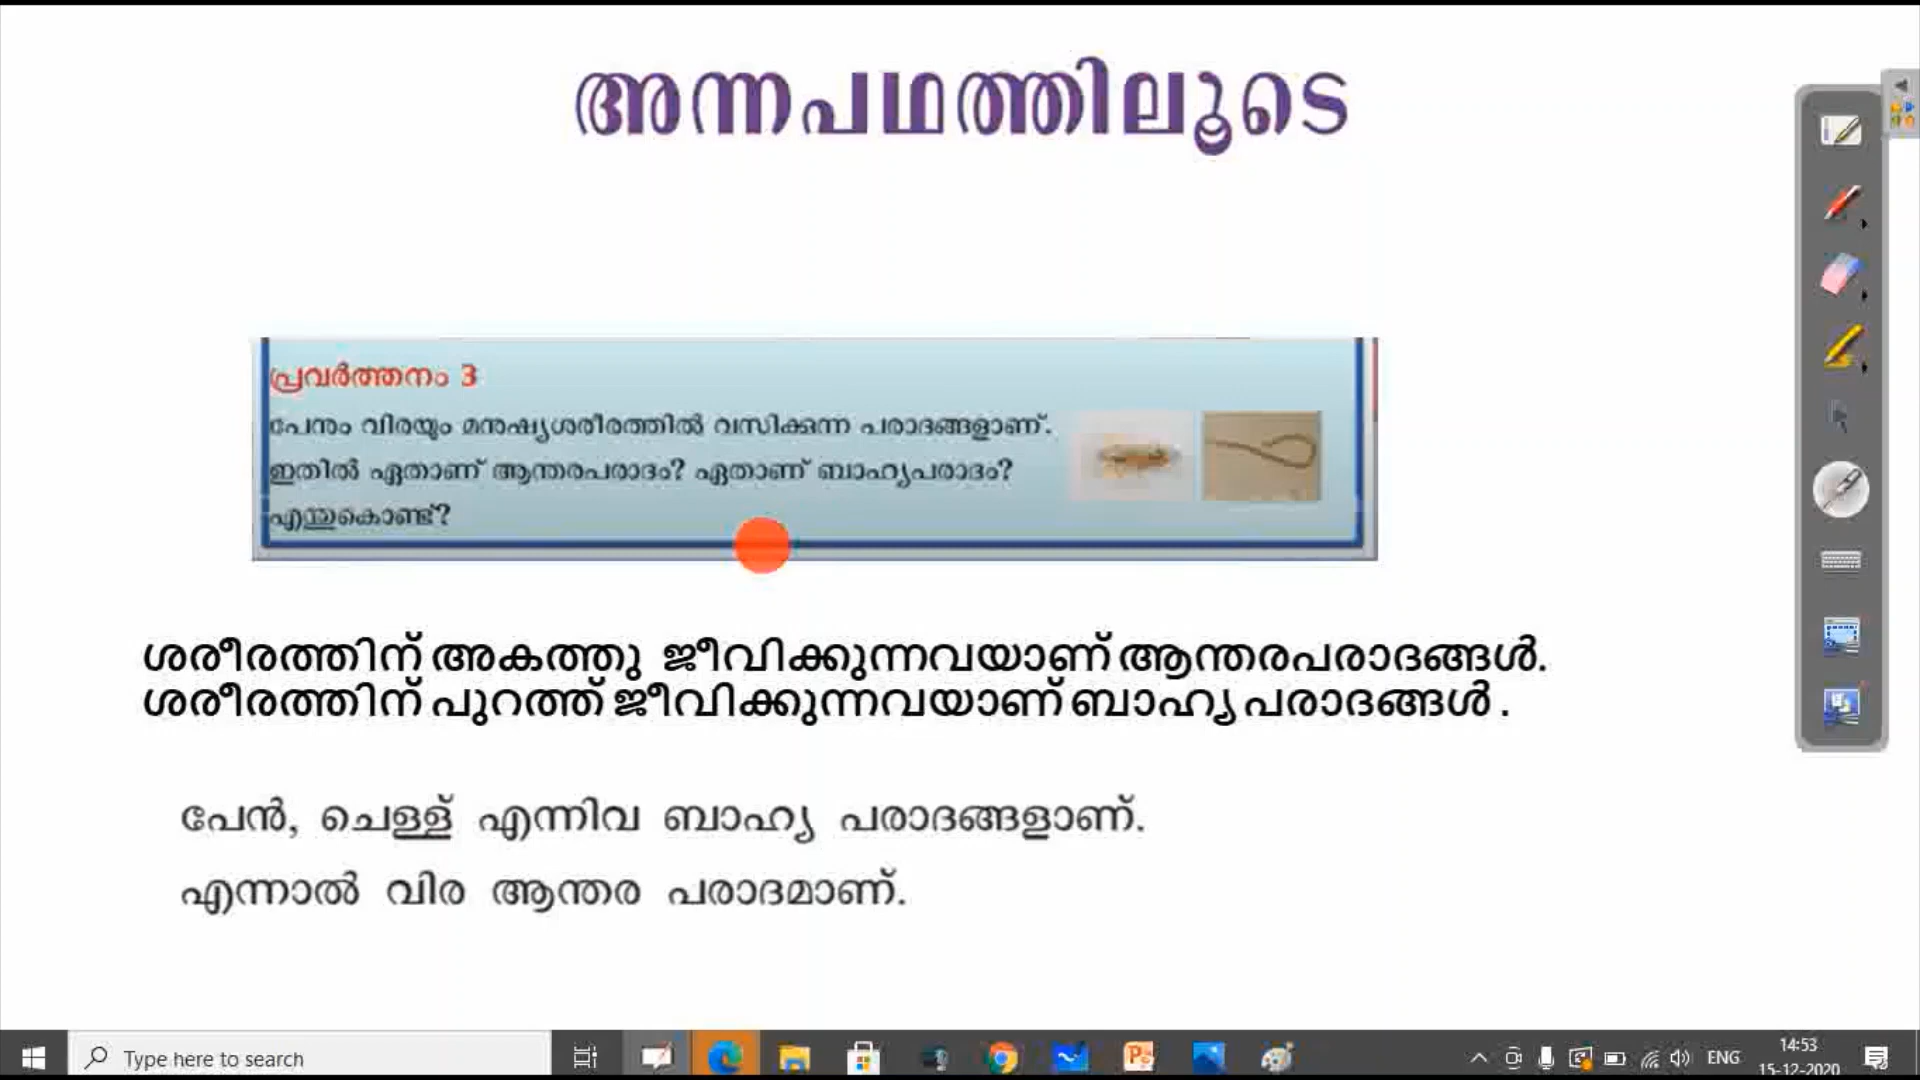 അന്നപഥത്തിലൂടെ
പ്രവർത്തനം 3
പേനും വിരയും മനുഷ്യശരീരത്തിൽ വസിക്കുന്ന പരാദങ്ങളാണ്.
ഇതിൽ ഏതാണ് ആന്തരപരാദം? ഏതാണ് ബാഹ്യപരാദം?
എന്തുകൊണ്ട്?
ശരീരത്തിന് അകത്തു ജീവിക്കുന്നവയാണ് ആന്തരപരാദങ്ങൾ.
ശരീരത്തിന് പുറത്ത് ജീവിക്കുന്നവയാണ് ബാഹ്യപരാദങ്ങൾ .
പേൻ, ചെള്ള് എന്നിവ ബാഹ്യ പരാദങ്ങളാണ്.
എന്നാൽ വിര ആന്തര പരാദമാണ്.
Type here to search
ENG
14:53
15-12-2020